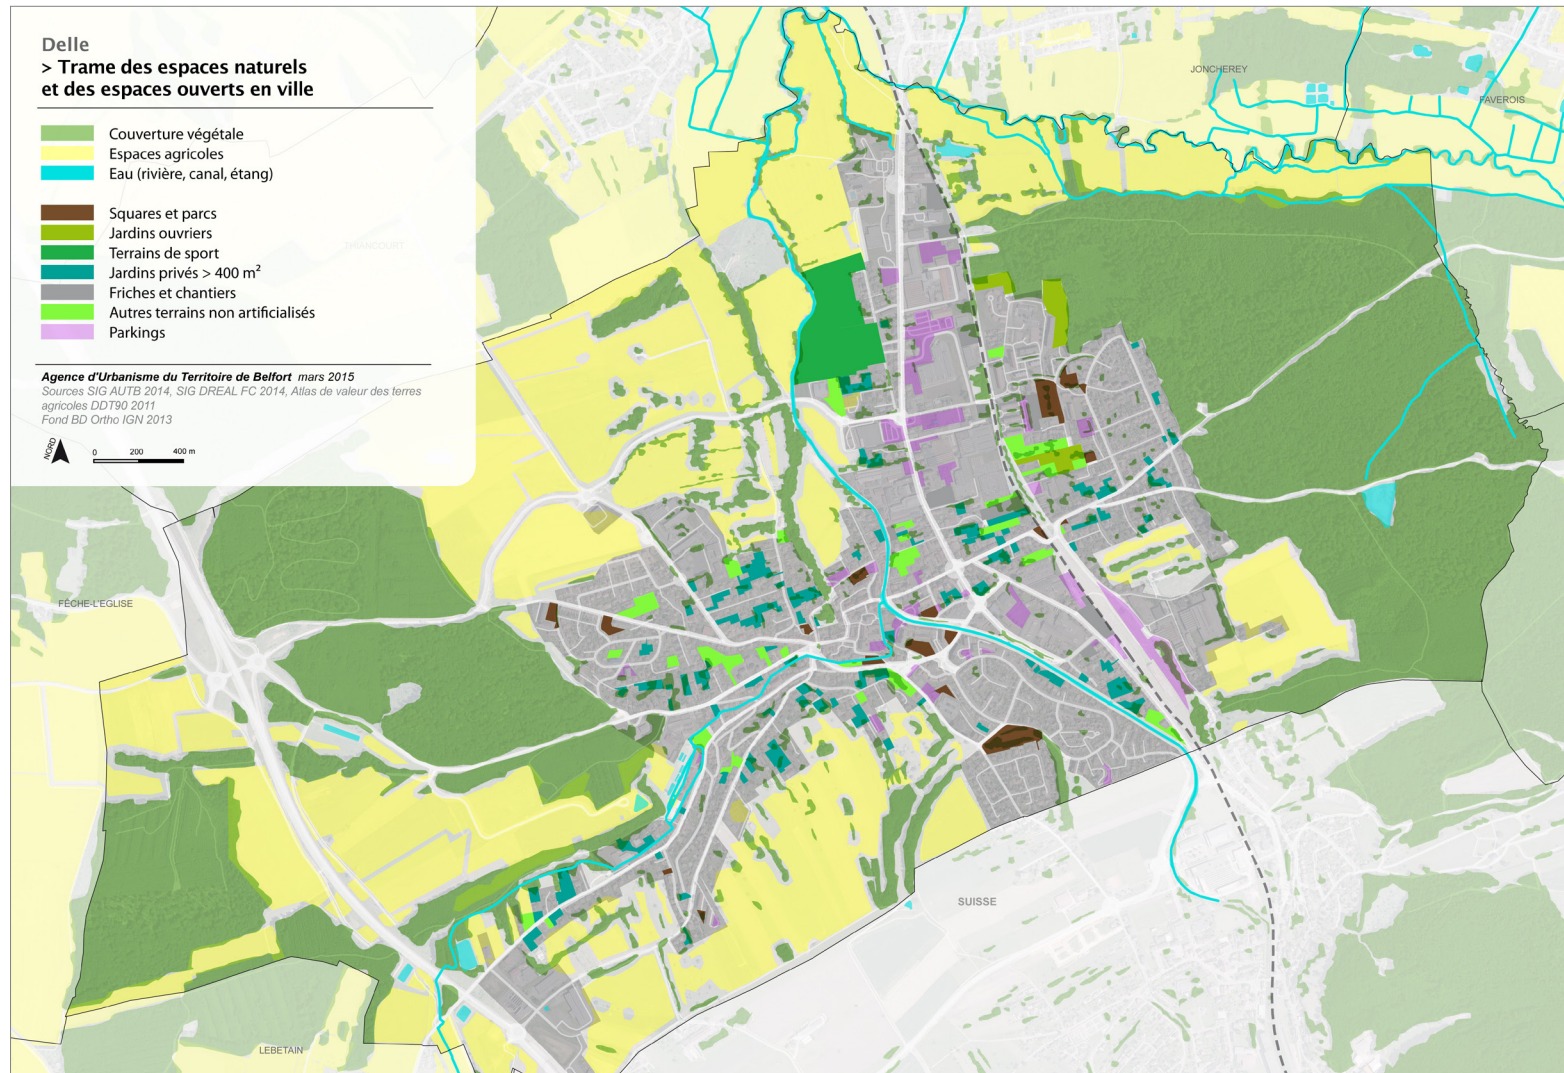 Delle
> Trame des espaces naturels
et des espaces ouverts en ville
Couverture végétale
Espaces agricoles
Eau (rivière, canal, étang)
Squares et parcs
Jardins ouvriers
Terrains de sport
Jardins privés > 400 m²
Friches et chantiers
Autres terrains non artificialisés
Parkings
Agence d'Urbanisme du Territoire de Belfort mars 2015
Sources SIG AUTB 2014, SIG DREAL FC 2014, Atlas de valeur des terres
agricoles DDT90 2011
Fond BD Ortho IGN 2013
NORD
0 200 400 m
JONCHEREY
FAVEROIS
THIANCOURT
FÊCHE-L'EGLISE
SUISSE
LEBETAIN